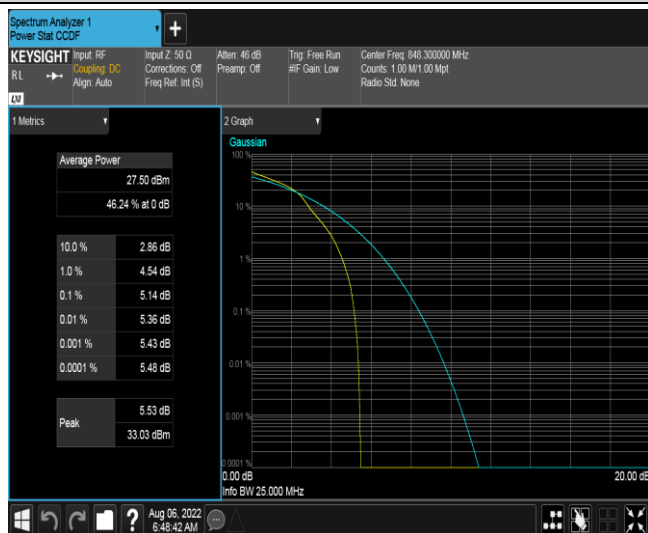 Spectrum Analyzer 1
Power Stat CCDF
KEYSIGHT
RL
LXI
Input: RF
Coupling: DC
Align: Auto
Input Z: 50 Ω
Corrections: Off
Freq Ref: Int (S)
Atten: 46 dB
Preamp: Off
Trig: Free Run
#IF Gain: Low
Center Freq: 848.300000 MHz
Counts: 1.00 M/1.00 Mpt
Radio Std: None
1 Metrics
Average Power
27.50 dBm
46.24 % at 0 dB
10.0 % 2.86 dB
1.0 % 4.54 dB
0.1 % 5.14 dB
0.01 % 5.36 dB
0.001 % 5.43 dB
0.0001 % 5.48 dB
Peak
5.53 dB
33.03 dBm
2 Graph
Gaussian
100 %
10 %
1 %
0.1 %
0.01 %
0.001 %
0.0001 %
0.00 dB
20.00 dB
Info BW 25.000 MHz
?
Aug 06, 2022
6:48:42 AM